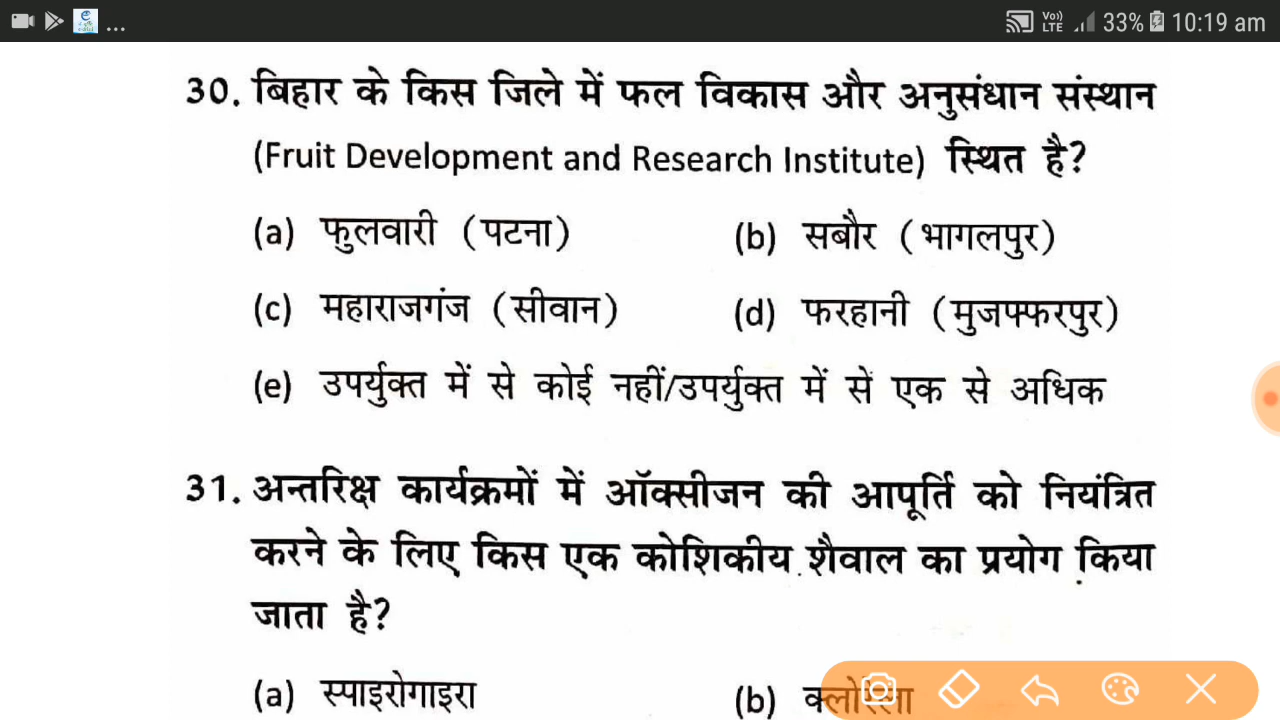 Vo)) LTE 33% 10:19 am
30. बिहार के किस जिले में फल विकास और अनुसंधान संस्थान
(Fruit Development and Research Institute) स्थित है?
(a) फुलवारी (पटना) (b) सबौर (भागलपुर)
(c) महाराजगंज (सीवान) (d) फरहानी (मुजफ्फरपुर)
(e) उपर्युक्त में से कोई नहीं/उपर्युक्त में से एक से अधिक
31. अन्तरिक्ष कार्यक्रमों में ऑक्सीजन की आपूर्ति को नियंत्रित
करने के लिए किस एक कोशिकीय शैवाल का प्रयोग किया
जाता है?
(a) स्पाइरोगाइरा (b) क्लोरेला